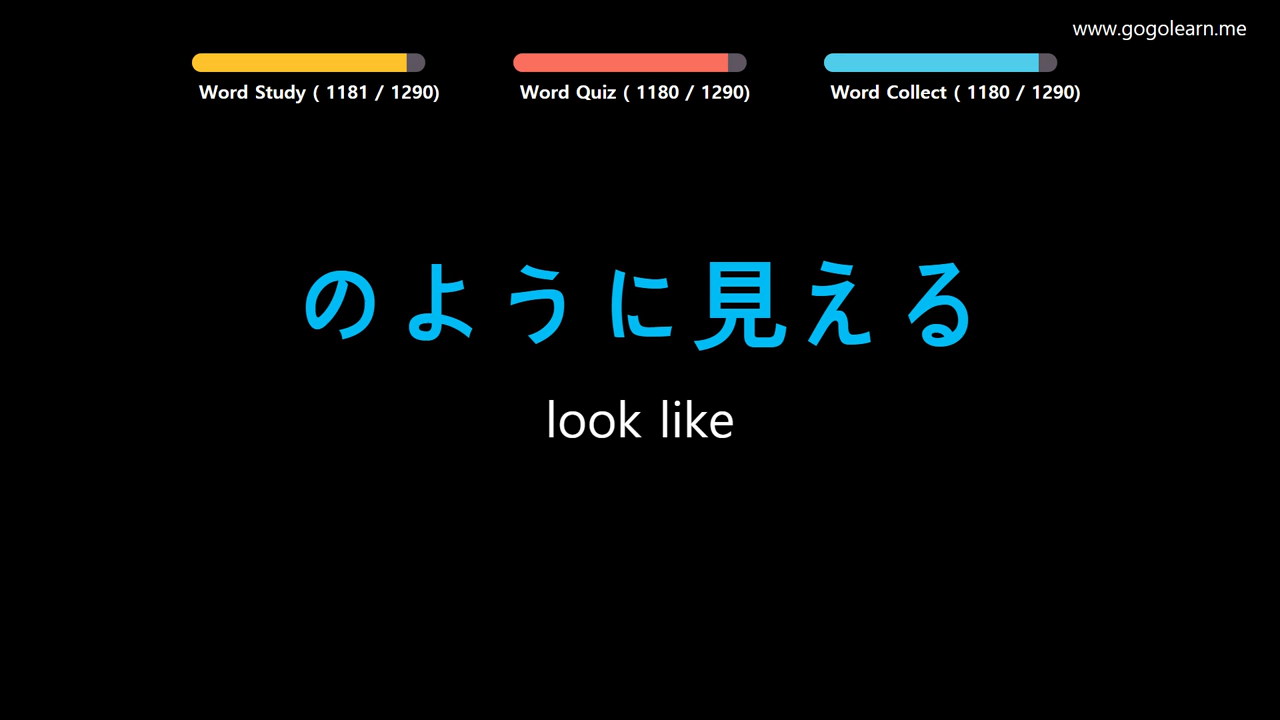 www.gogolearn.me
Word Study ( 1181 / 1290)
Word Quiz ( 1180 / 1290)
Word Collect ( 1180 / 1290)
のように見える
look like